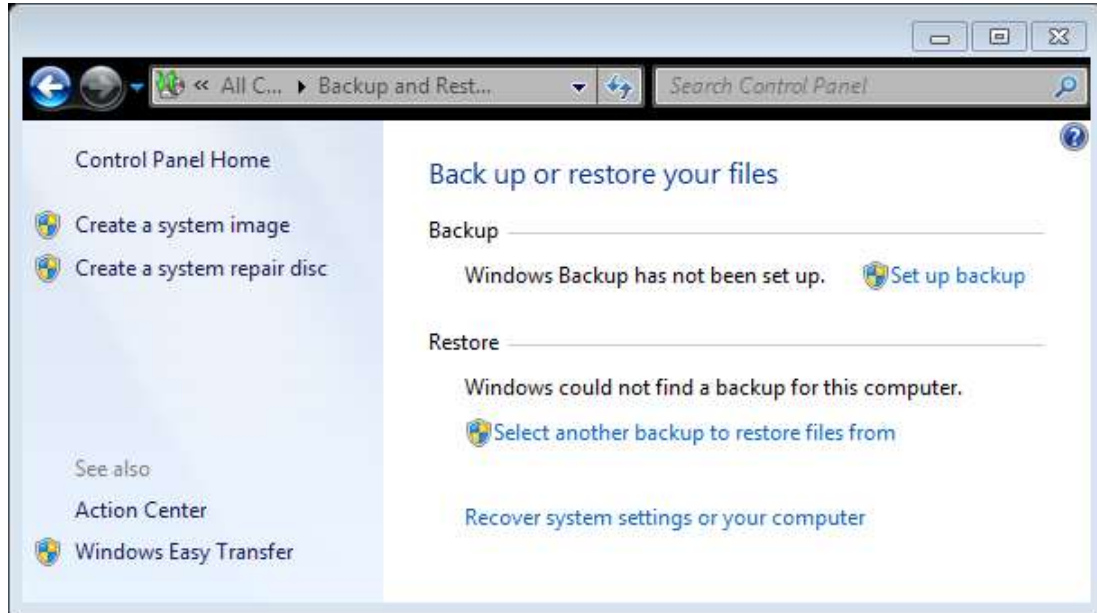 « All C... ▸ Backup and Rest...
Search Control Panel
Control Panel Home
Create a system image
Create a system repair disc
See also
Action Center
Windows Easy Transfer
Back up or restore your files
Backup
Windows Backup has not been set up.
Set up backup
Restore
Windows could not find a backup for this computer.
Select another backup to restore files from
Recover system settings or your computer